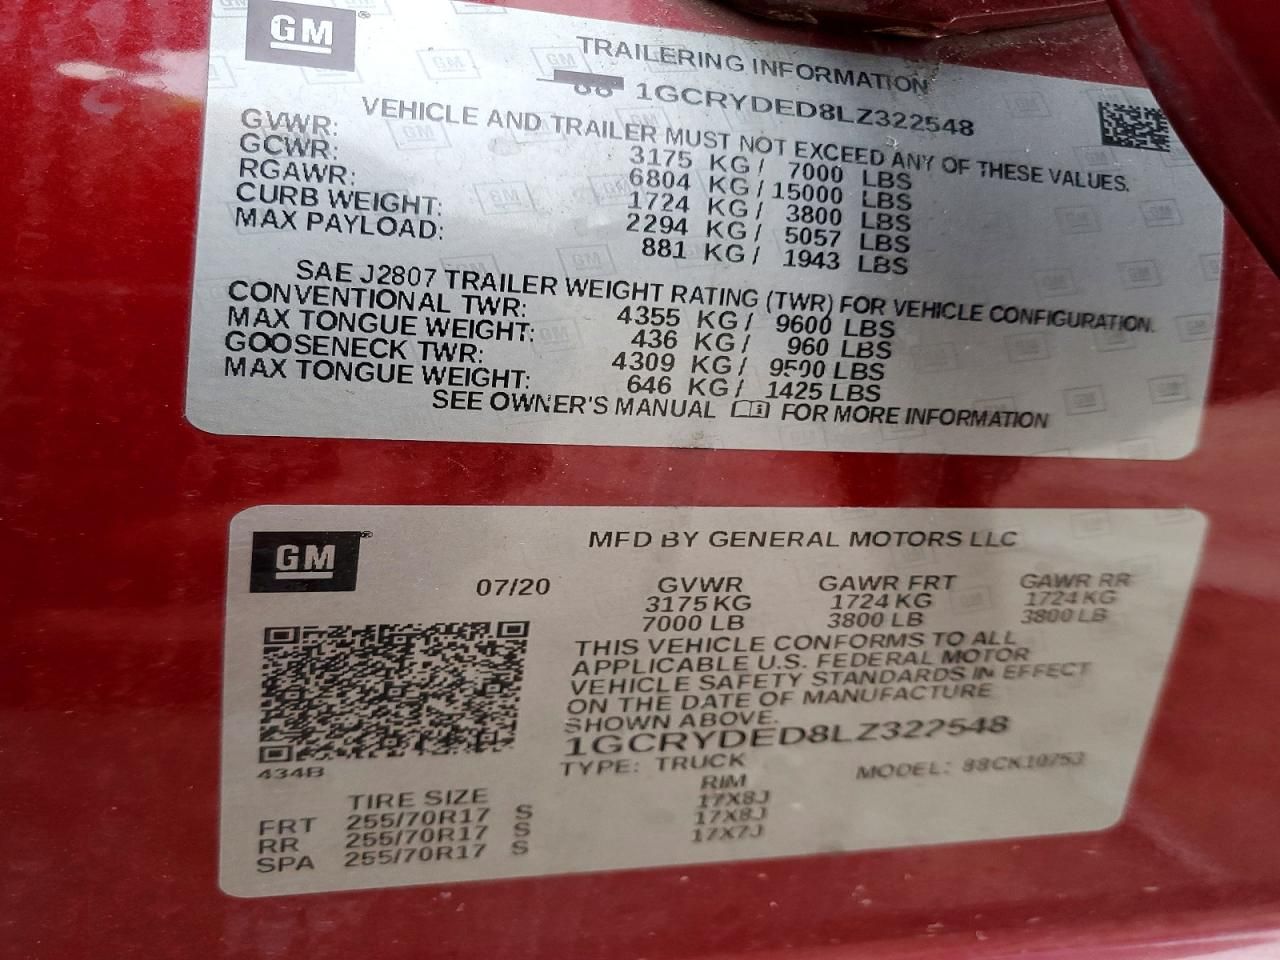 GM
TRAILERING INFORMATION
1GCRYDED8LZ322548
VEHICLE AND TRAILER MUST NOT EXCEED ANY OF THESE VALUES.
GVWR: 3175 KG / 7000 LBS
GCWR: 6804 KG / 15000 LBS
RGAWR: 1724 KG / 3800 LBS
CURB WEIGHT: 2294 KG / 5057 LBS
MAX PAYLOAD: 881 KG / 1943 LBS
SAE J2807 TRAILER WEIGHT RATING (TWR) FOR VEHICLE CONFIGURATION.
CONVENTIONAL TWR: 4355 KG / 9600 LBS
MAX TONGUE WEIGHT: 436 KG / 960 LBS
GOOSENECK TWR: 4309 KG / 9500 LBS
MAX TONGUE WEIGHT: 646 KG / 1425 LBS
SEE OWNER'S MANUAL FOR MORE INFORMATION
GM
MFD BY GENERAL MOTORS LLC
07/20 GVWR GAWR FRT GAWR RR
3175 KG 1724 KG 1724 KG
7000 LB 3800 LB 3800 LB
THIS VEHICLE CONFORMS TO ALL
APPLICABLE U.S. FEDERAL MOTOR
VEHICLE SAFETY STANDARDS IN EFFECT
ON THE DATE OF MANUFACTURE
SHOWN ABOVE.
1GCRYDED8LZ322548
434B
TYPE: TRUCK MODEL: 88CK10753
TIRE SIZE RIM
FRT 255/70R17 S 17X8J
RR 255/70R17 S 17X8J
SPA 255/70R17 S 17X7J